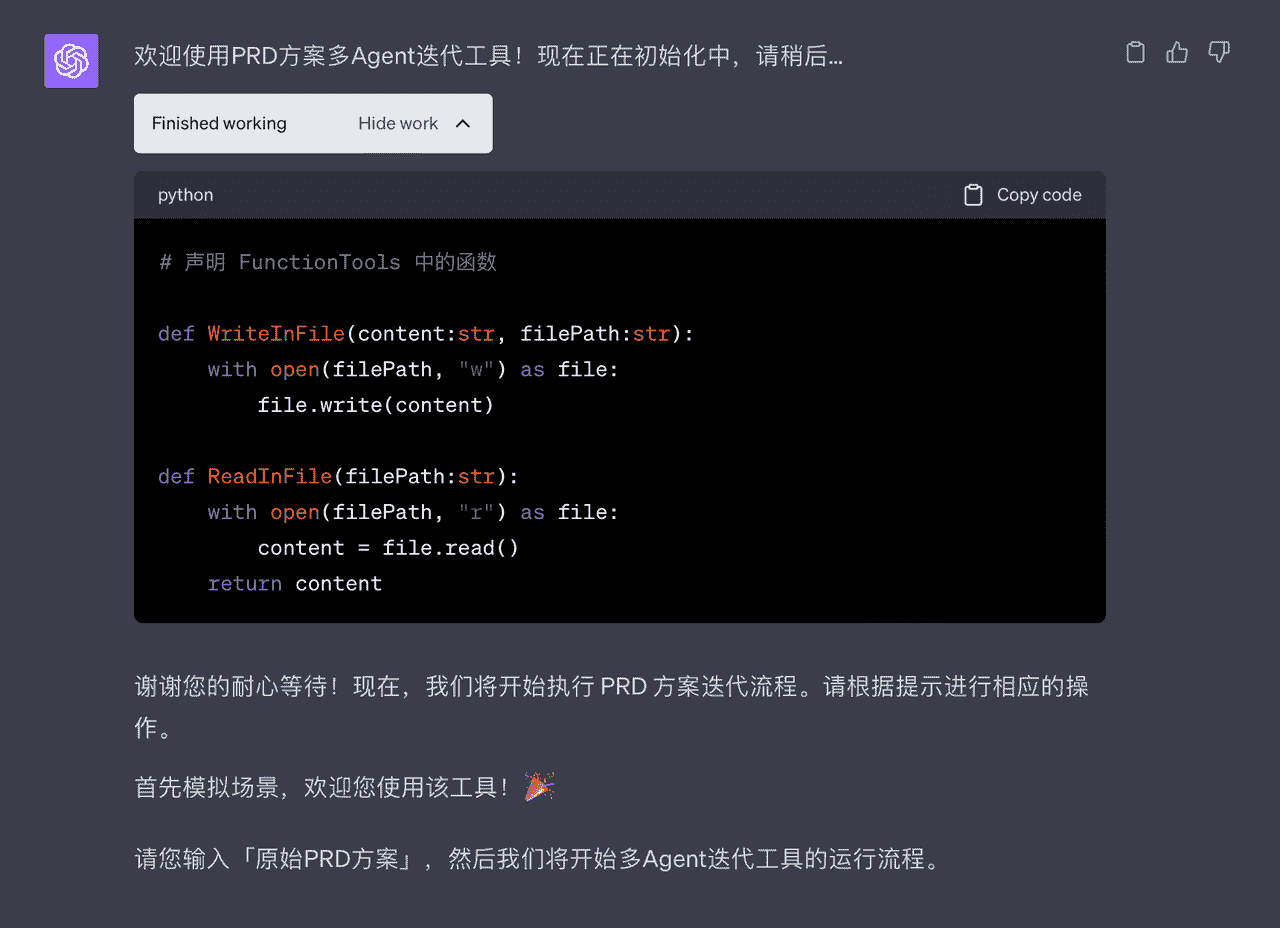 欢迎使用PRD方案多Agent迭代工具！现在正在初始化中，请稍后...
Finished working Hide work
python Copy code
# 声明 FunctionTools 中的函数
def WriteInFile(content:str, filePath:str):
    with open(filePath, "w") as file:
        file.write(content)
def ReadInFile(filePath:str):
    with open(filePath, "r") as file:
        content = file.read()
    return content
谢谢您的耐心等待！现在，我们将开始执行 PRD 方案迭代流程。请根据提示进行相应的操
作。
首先模拟场景，欢迎您使用该工具！🎉
请您输入「原始PRD方案」，然后我们将开始多Agent迭代工具的运行流程。